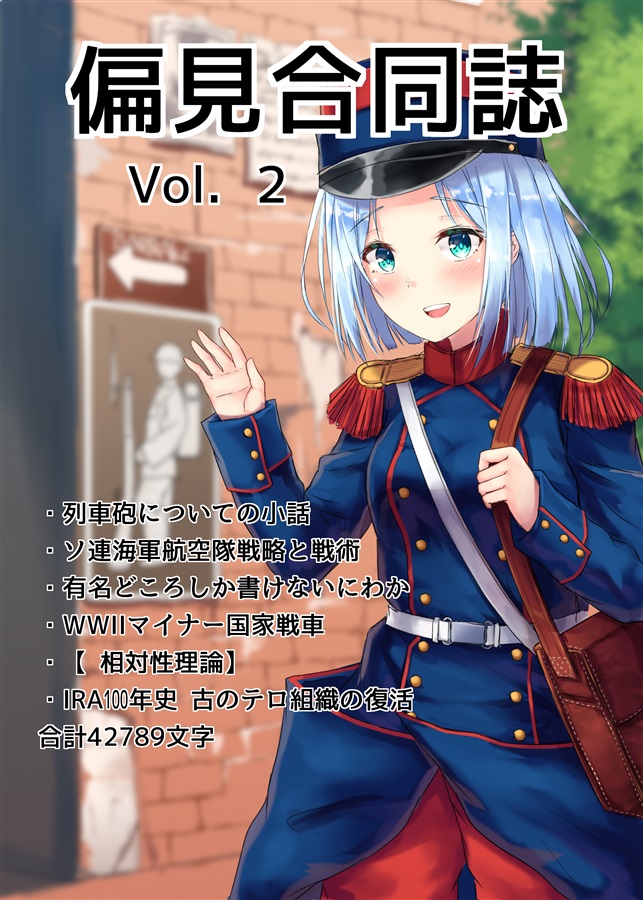 偏見合同誌
Vol. 2
・列車砲についての小話
・ソ連海軍航空隊戦略と戦術
・有名どころしか書けないにわか
・WWIIマイナー国家戦車
・【 相対性理論】
・IRA100年史 古のテロ組織の復活
合計42789文字